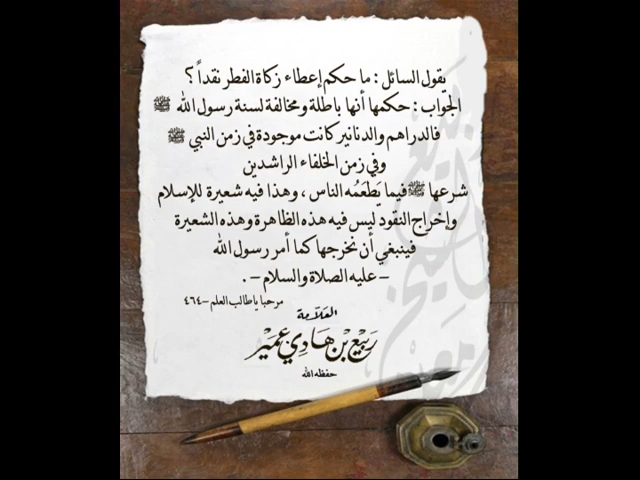 يقول السائل : ما حكم إعطاء زكاة الفطر نقداً ؟
الجواب : حكمها أنها باطلة ومخالفة لسنة رسول الله ﷺ
فالدراهم والدنانير كانت موجودة في زمن النبي ﷺ
وفي زمن الخلفاء الراشدين
شرعها ﷺ فيما يَطعَمُه الناس ، وهذا فيه شعيرة للإسلام
وإخراج النقود ليس فيه هذه الظاهرة وهذه الشعيرة
فينبغي أن نخرجها كما أمر رسول الله
– عليه الصلاة والسلام – .
مرحبا يا طالب العلم – ٤٦٤
العلامة
ربيع بن هادي عمير
حفظه الله